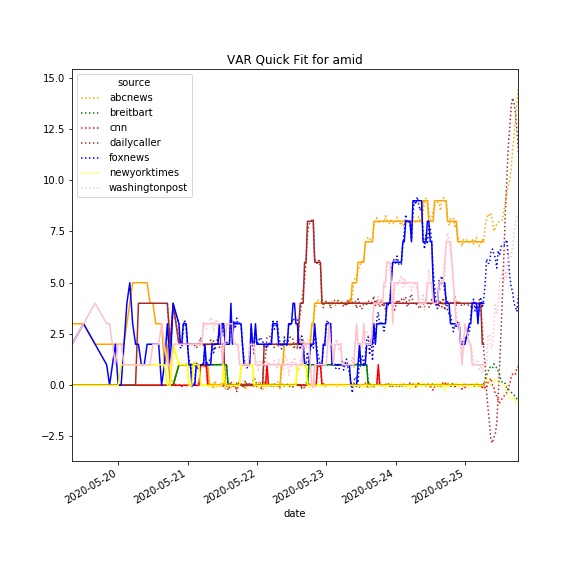 VAR Quick Fit for amid
15.0
12.5
10.0
7.5
5.0
2.5
0.0
−2.5
source
abcnews
breitbart
cnn
dailycaller
foxnews
newyorktimes
washingtonpost
2020-05-20
2020-05-21
2020-05-22
2020-05-23
2020-05-24
2020-05-25
date